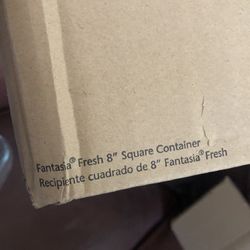 Fantasia® Fresh 8" Square Container
Recipiente cuadrado de 8" Fantasia® Fresh